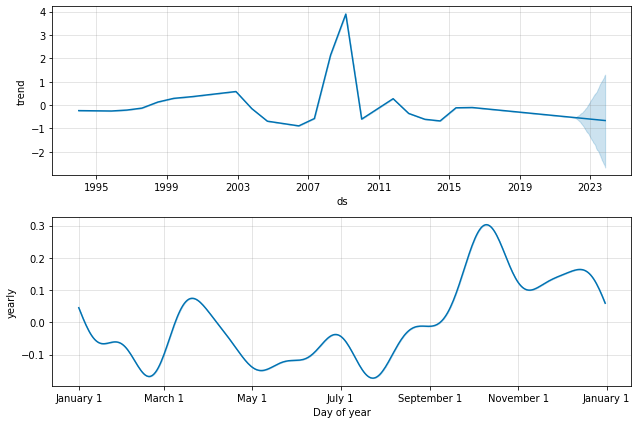 4
3
2
1
0
−1
−2
trend
1995 1999 2003 2007 2011 2015 2019 2023
ds
0.3
0.2
0.1
0.0
−0.1
yearly
January 1 March 1 May 1 July 1 September 1 November 1 January 1
Day of year